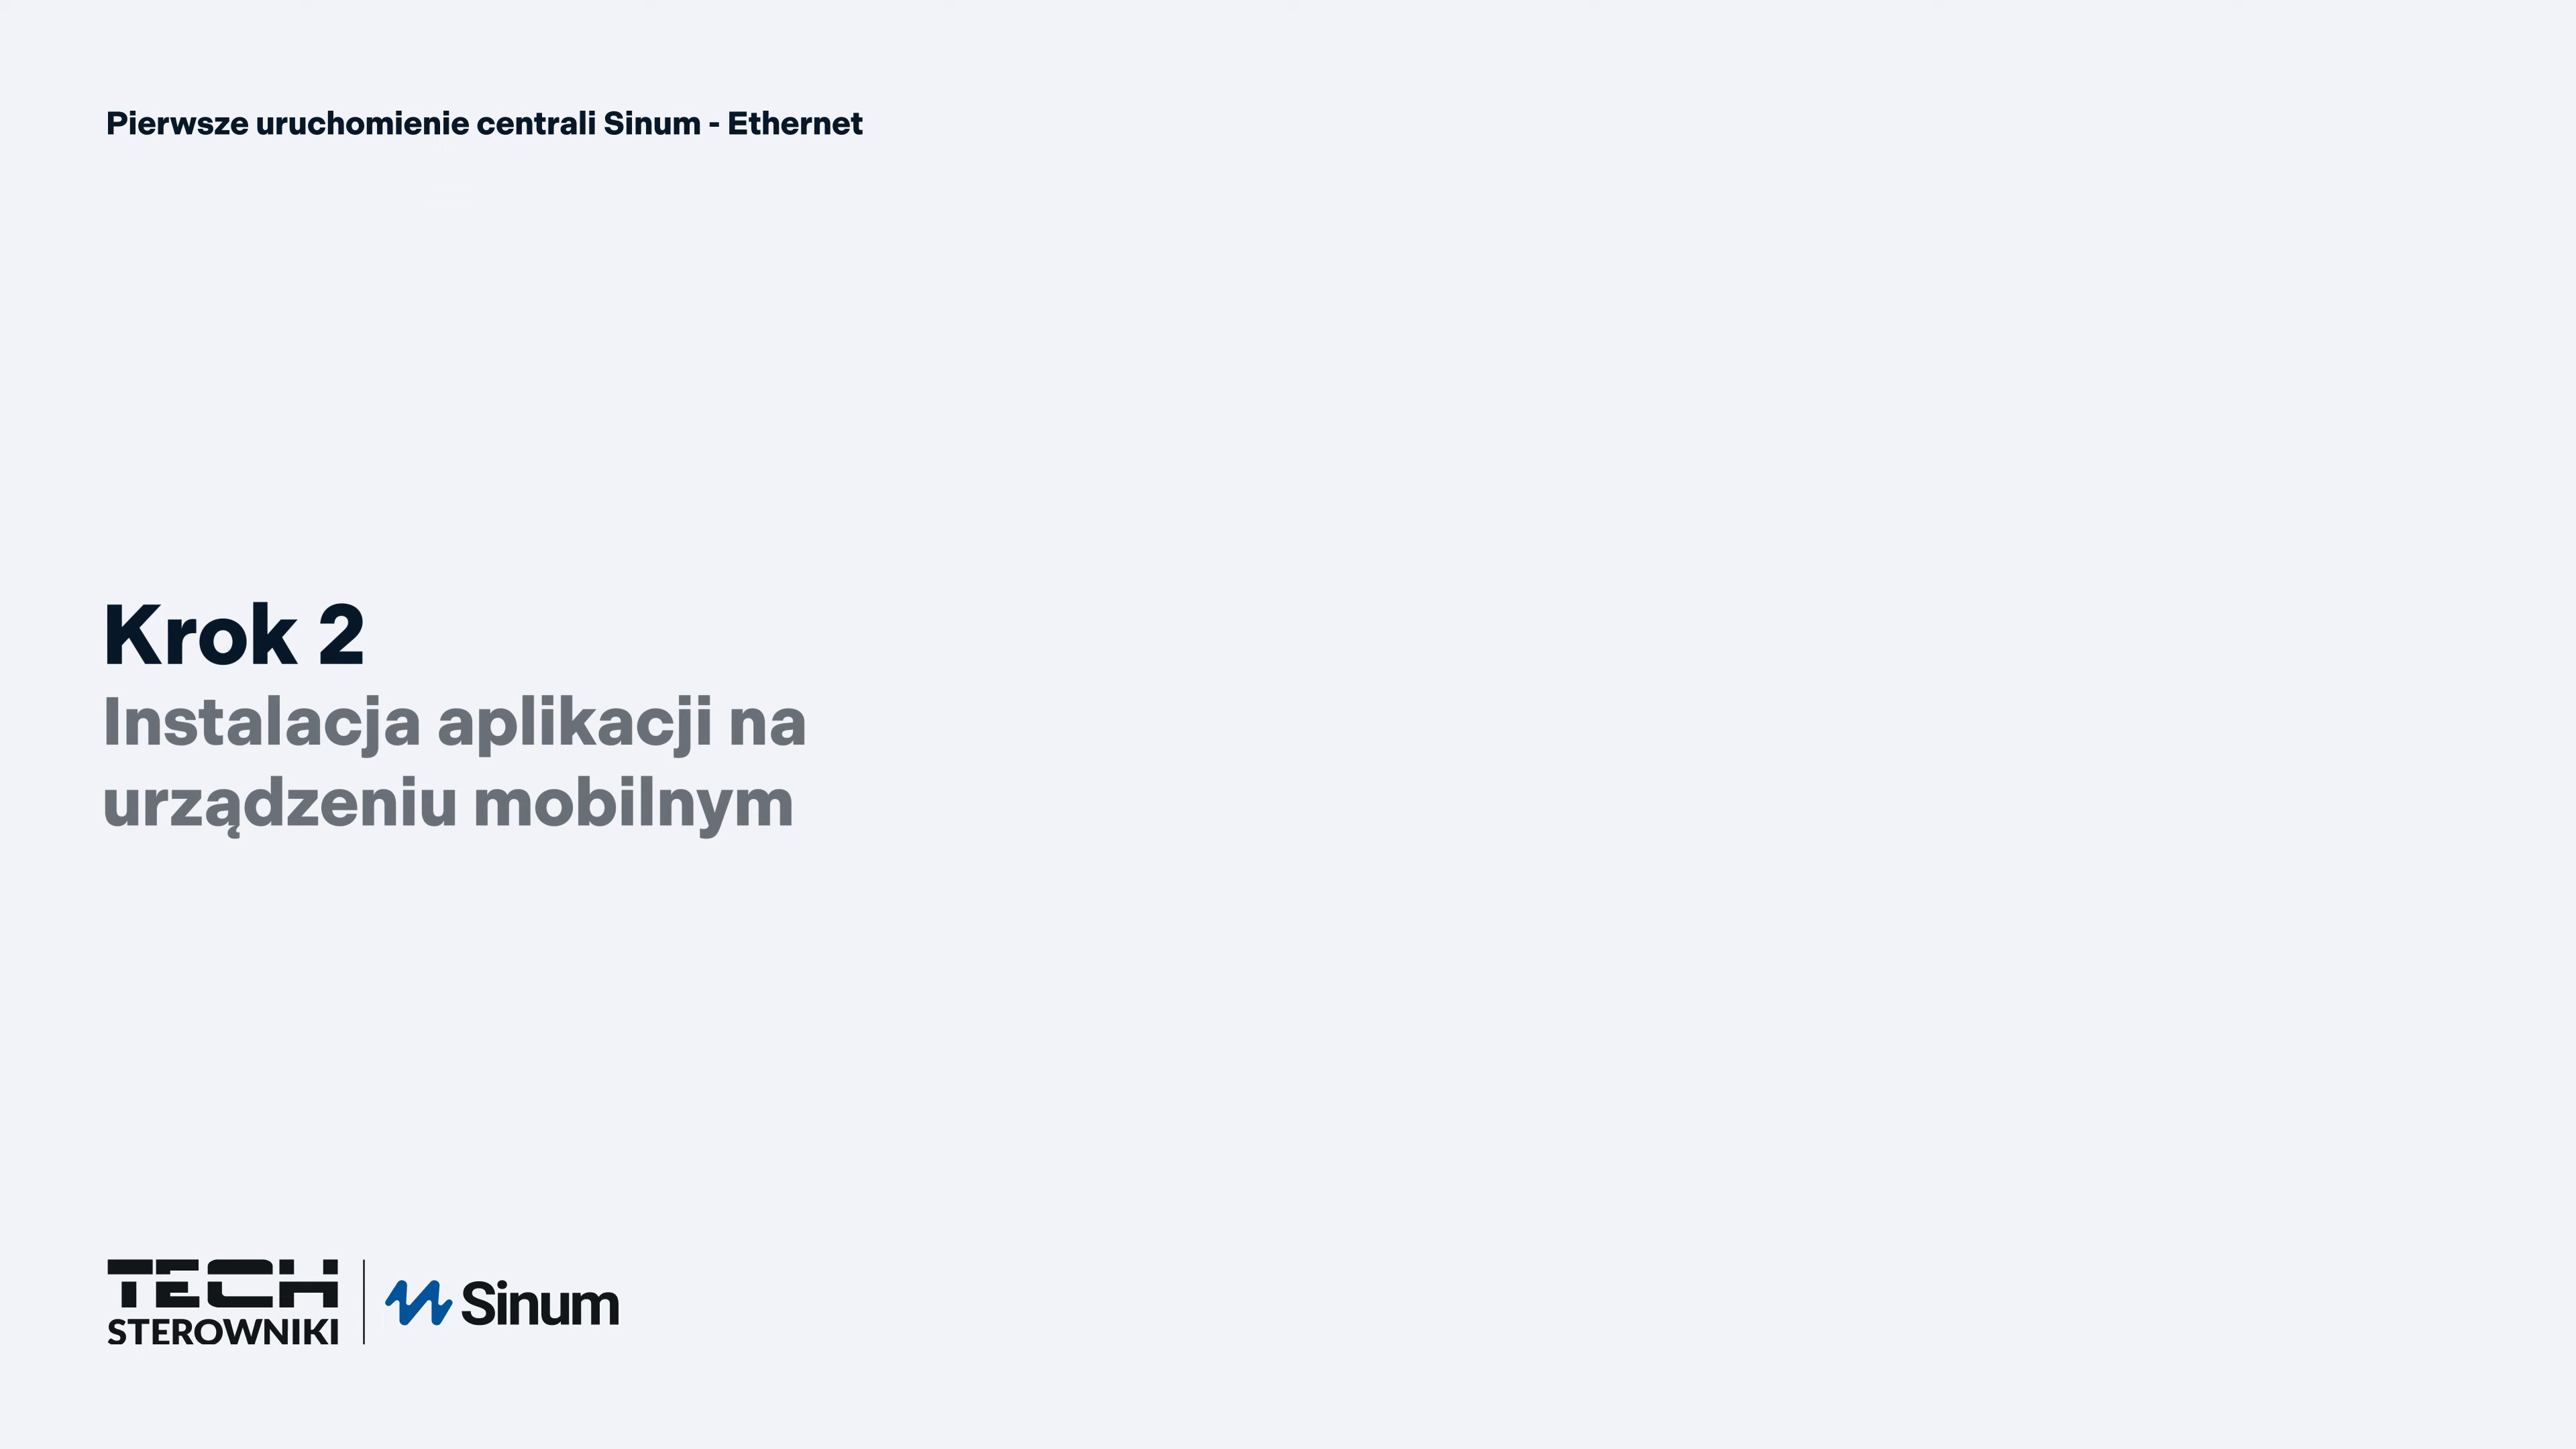 Pierwsze uruchomienie centrali Sinum - Ethernet
Krok 2
Instalacja aplikacji na
urządzeniu mobilnym
TECH
STEROWNIKI
Sinum